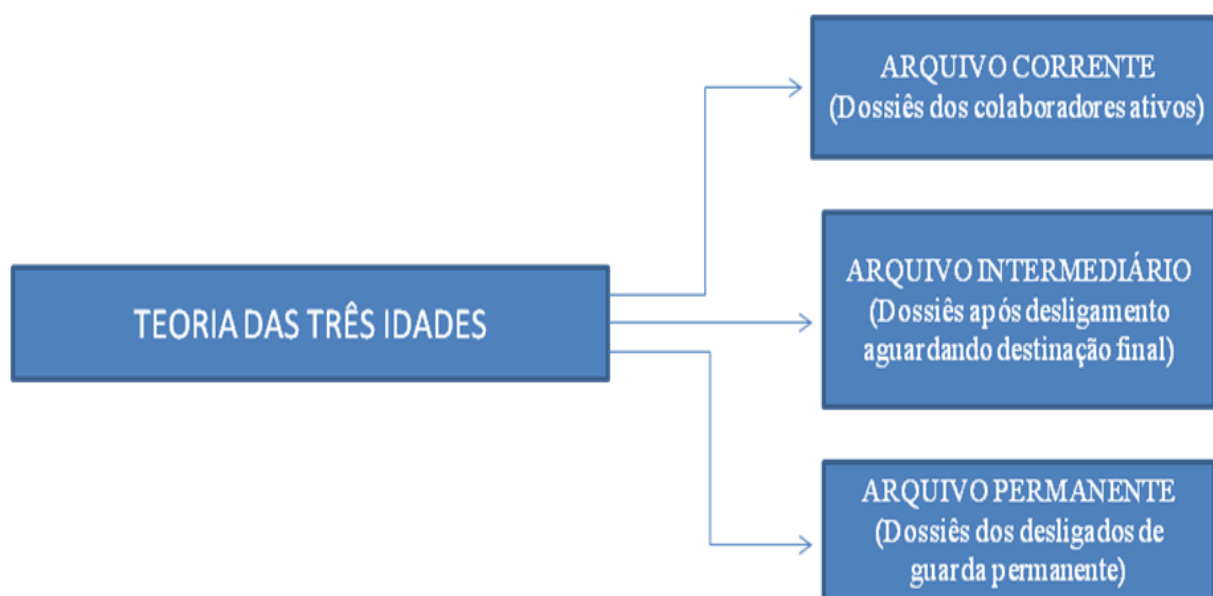 TEORIA DAS TRÊS IDADES
ARQUIVO CORRENTE
(Dossiês dos colaboradores ativos)
ARQUIVO INTERMEDIÁRIO
(Dossiês após desligamento
aguardando destinação final)
ARQUIVO PERMANENTE
(Dossiês dos desligados de
guarda permanente)